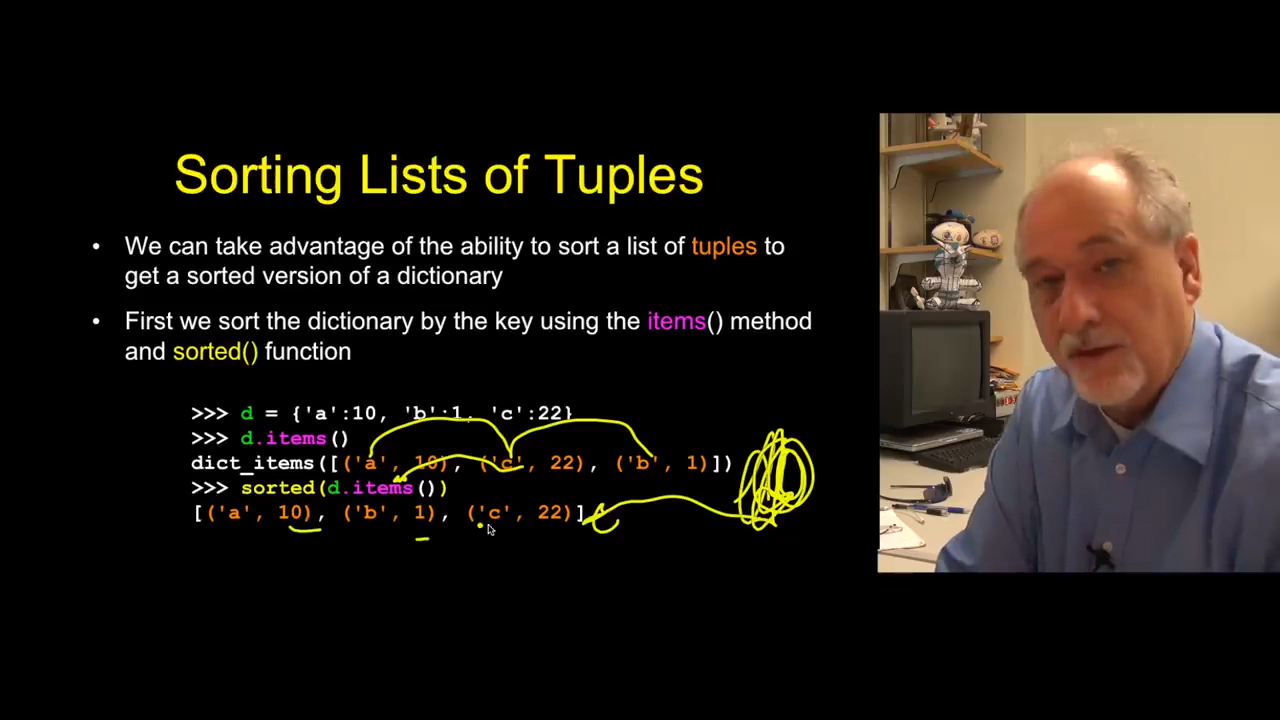 Sorting Lists of Tuples
• We can take advantage of the ability to sort a list of tuples to
get a sorted version of a dictionary
• First we sort the dictionary by the key using the items() method
and sorted() function
>>> d = {'a':10, 'b':1, 'c':22}
>>> d.items()
dict_items([('a', 10), ('c', 22), ('b', 1)])
>>> sorted(d.items())
[('a', 10), ('b', 1), ('c', 22)]